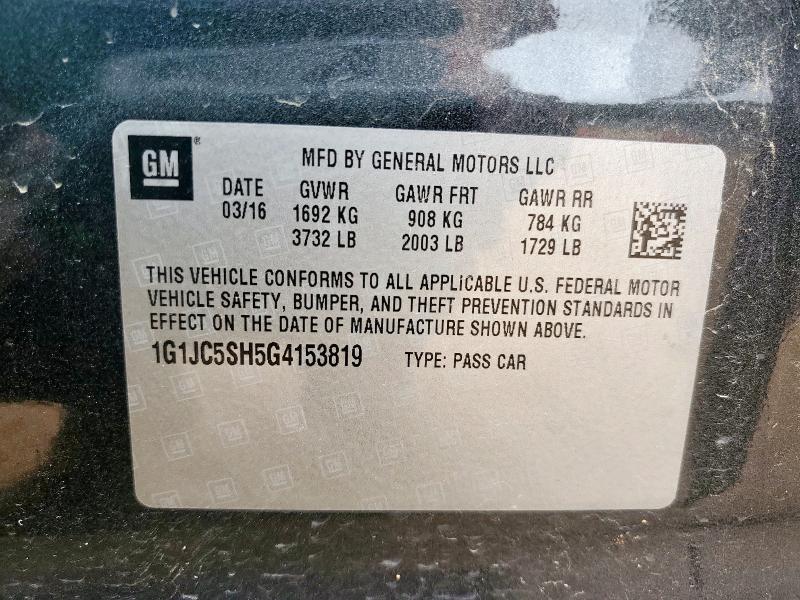 GM ®
MFD BY GENERAL MOTORS LLC
DATE GVWR GAWR FRT GAWR RR
03/16 1692 KG 908 KG 784 KG
3732 LB 2003 LB 1729 LB
THIS VEHICLE CONFORMS TO ALL APPLICABLE U.S. FEDERAL MOTOR
VEHICLE SAFETY, BUMPER, AND THEFT PREVENTION STANDARDS IN
EFFECT ON THE DATE OF MANUFACTURE SHOWN ABOVE.
1G1JC5SH5G4153819 TYPE: PASS CAR